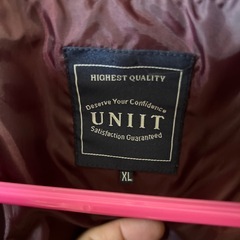 HIGHEST QUALITY
Deserve Your Confidence
UNIIT
Satisfaction Guaranteed
XL